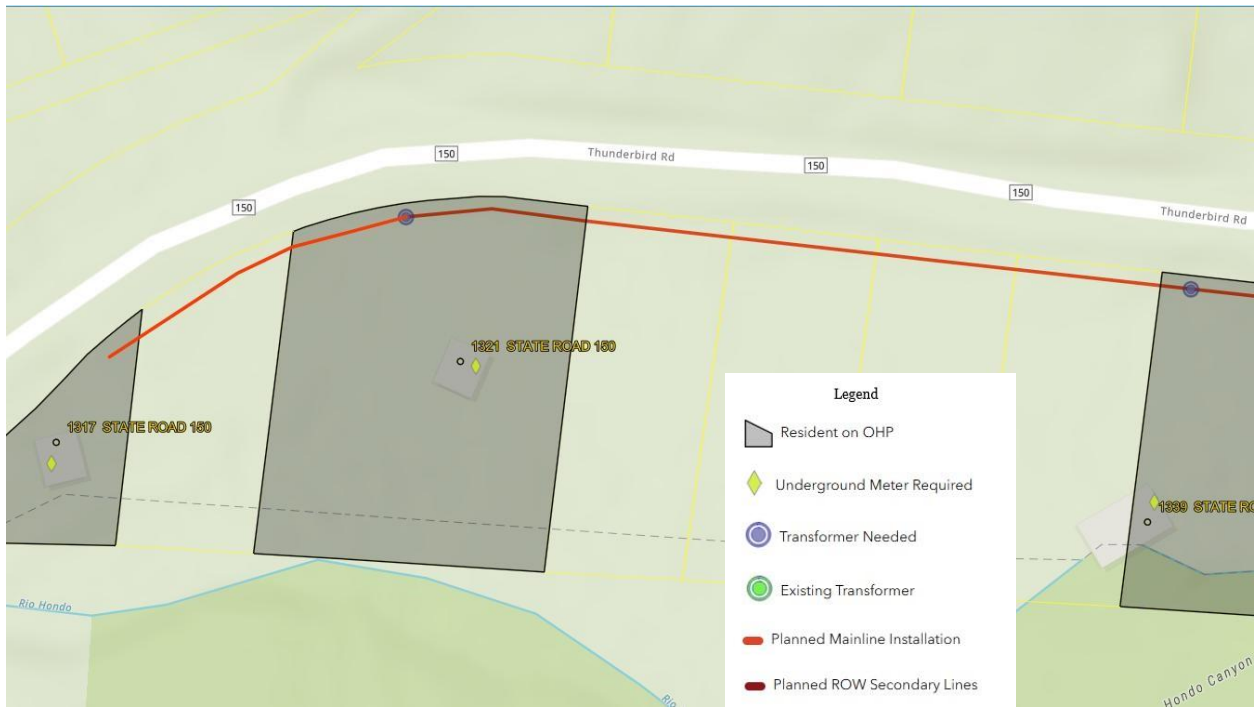 150
Thunderbird Rd
150
150
150
Thunderbird Rd
1321 STATE ROAD 150
1317 STATE ROAD 150
1339 STATE RO
Rio Hondo
Rio
Hondo Canyon
Legend
Resident on OHP
Underground Meter Required
Transformer Needed
Existing Transformer
Planned Mainline Installation
Planned ROW Secondary Lines